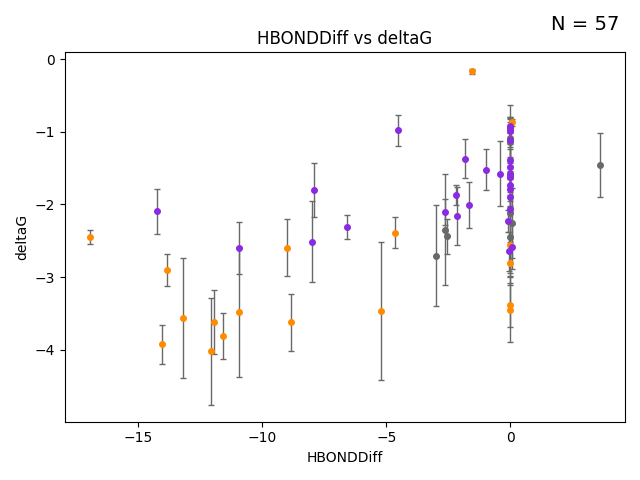 N = 57
HBONDDiff vs deltaG
0
−1
−2
−3
−4
deltaG
−15 −10 −5 0
HBONDDiff